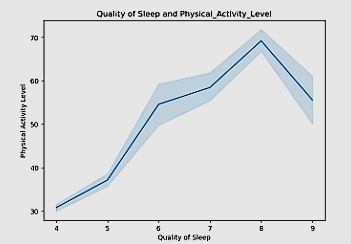 Quality of Sleep and Physical_Activity_Level
70
60
50
40
30
Physical Activity Level
4 5 6 7 8 9
Quality of Sleep